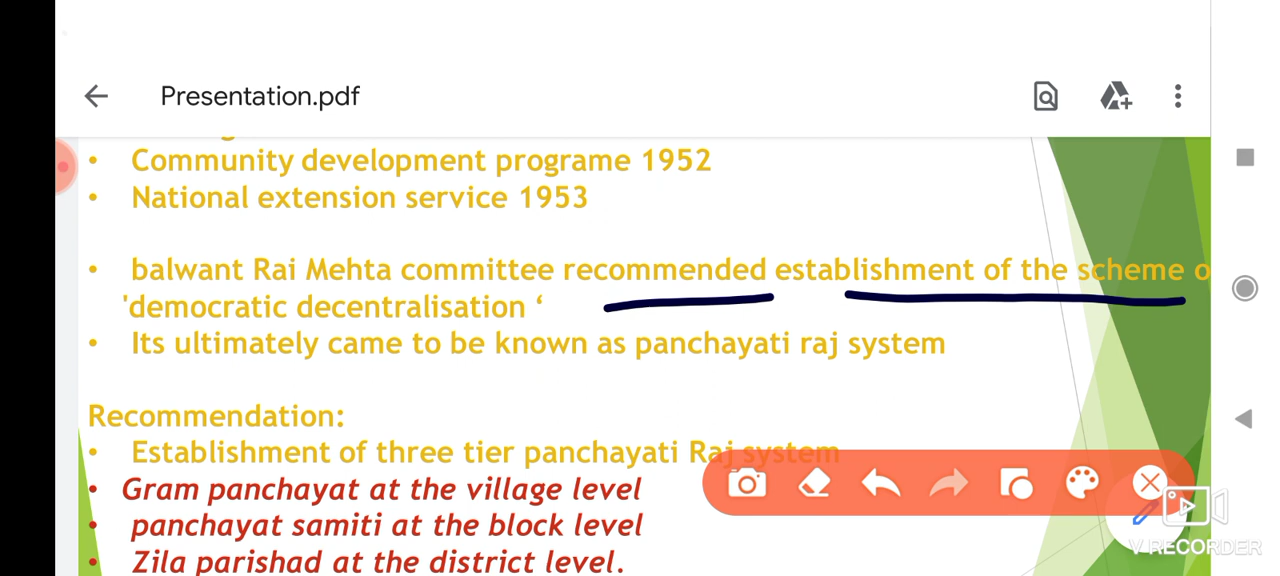 Presentation.pdf
• Community development programe 1952
• National extension service 1953
• balwant Rai Mehta committee recommended establishment of the scheme o
'democratic decentralisation ‘
• Its ultimately came to be known as panchayati raj system
Recommendation:
• Establishment of three tier panchayati Raj system
• Gram panchayat at the village level
• panchayat samiti at the block level
• Zila parishad at the district level.
V RECORDER